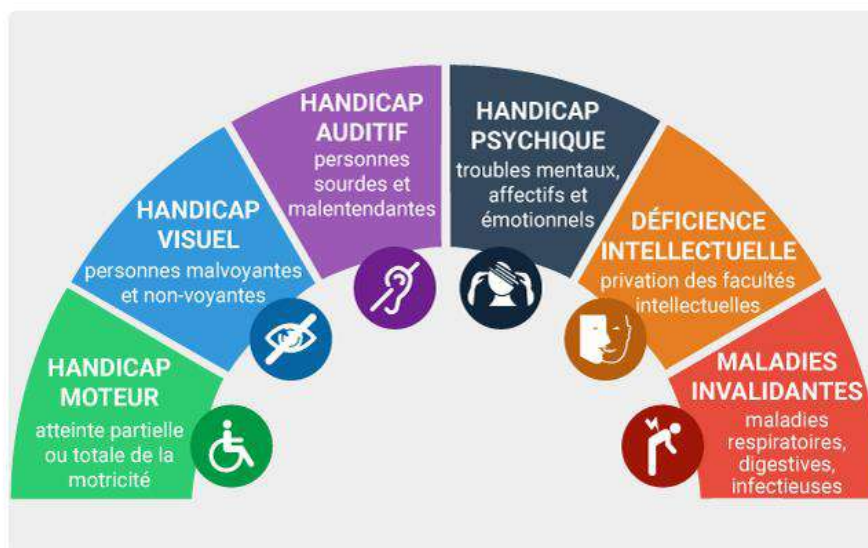 HANDICAP
MOTEUR
atteinte partielle
ou totale de la
motricité
HANDICAP
VISUEL
personnes malvoyantes
et non-voyantes
HANDICAP
AUDITIF
personnes
sourdes et
malentendantes
HANDICAP
PSYCHIQUE
troubles mentaux,
affectifs et
émotionnels
DÉFICIENCE
INTELLECTUELLE
privation des facultés
intellectuelles
MALADIES
INVALIDANTES
maladies
respiratoires,
digestives,
infectieuses